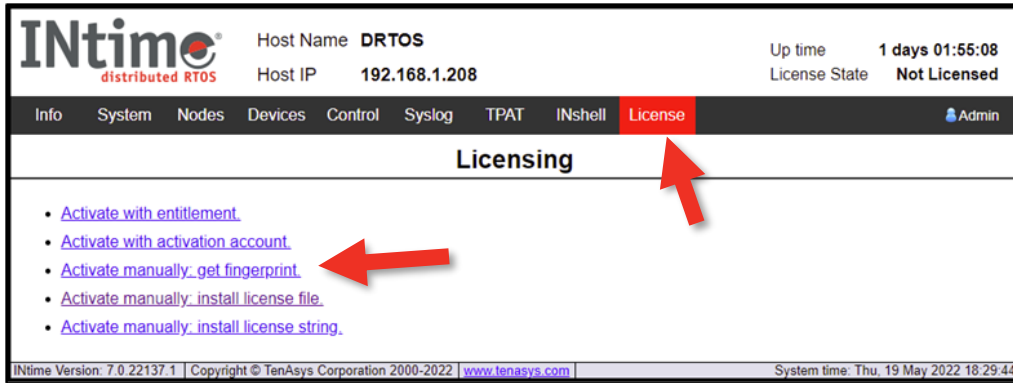 INtime®
distributed RTOS
Host Name DRTOS
Host IP 192.168.1.208
Up time 1 days 01:55:08
License State Not Licensed
Info System Nodes Devices Control Syslog TPAT INshell License Admin
Licensing
• Activate with entitlement.
• Activate with activation account.
• Activate manually: get fingerprint.
• Activate manually: install license file.
• Activate manually: install license string.
INtime Version: 7.0.22137.1 | Copyright © TenAsys Corporation 2000-2022 | www.tenasys.com | System time: Thu, 19 May 2022 18:29:44